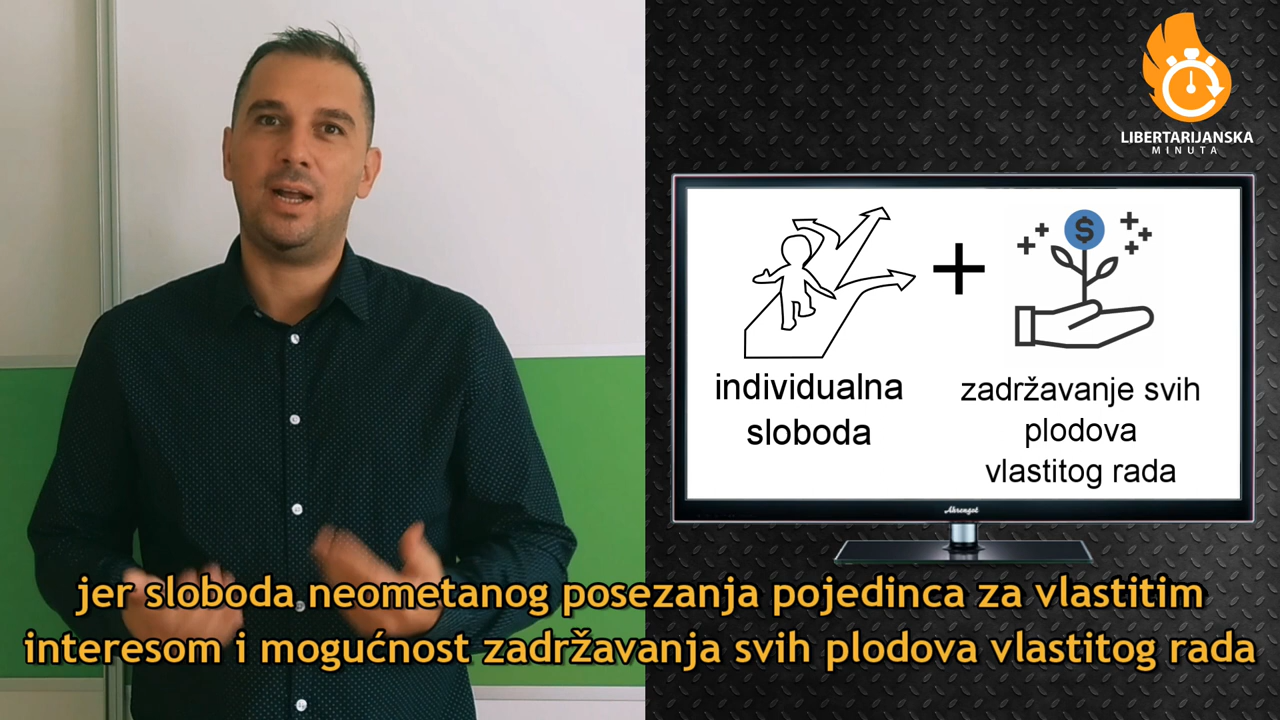 LIBERTARIJANSKA
MINUTA
$
individualna
sloboda
zadržavanje svih
plodova
vlastitog rada
Ahrengot
jer sloboda neometanog posezanja pojedinca za vlastitim
interesom i mogućnost zadržavanja svih plodova vlastitog rada